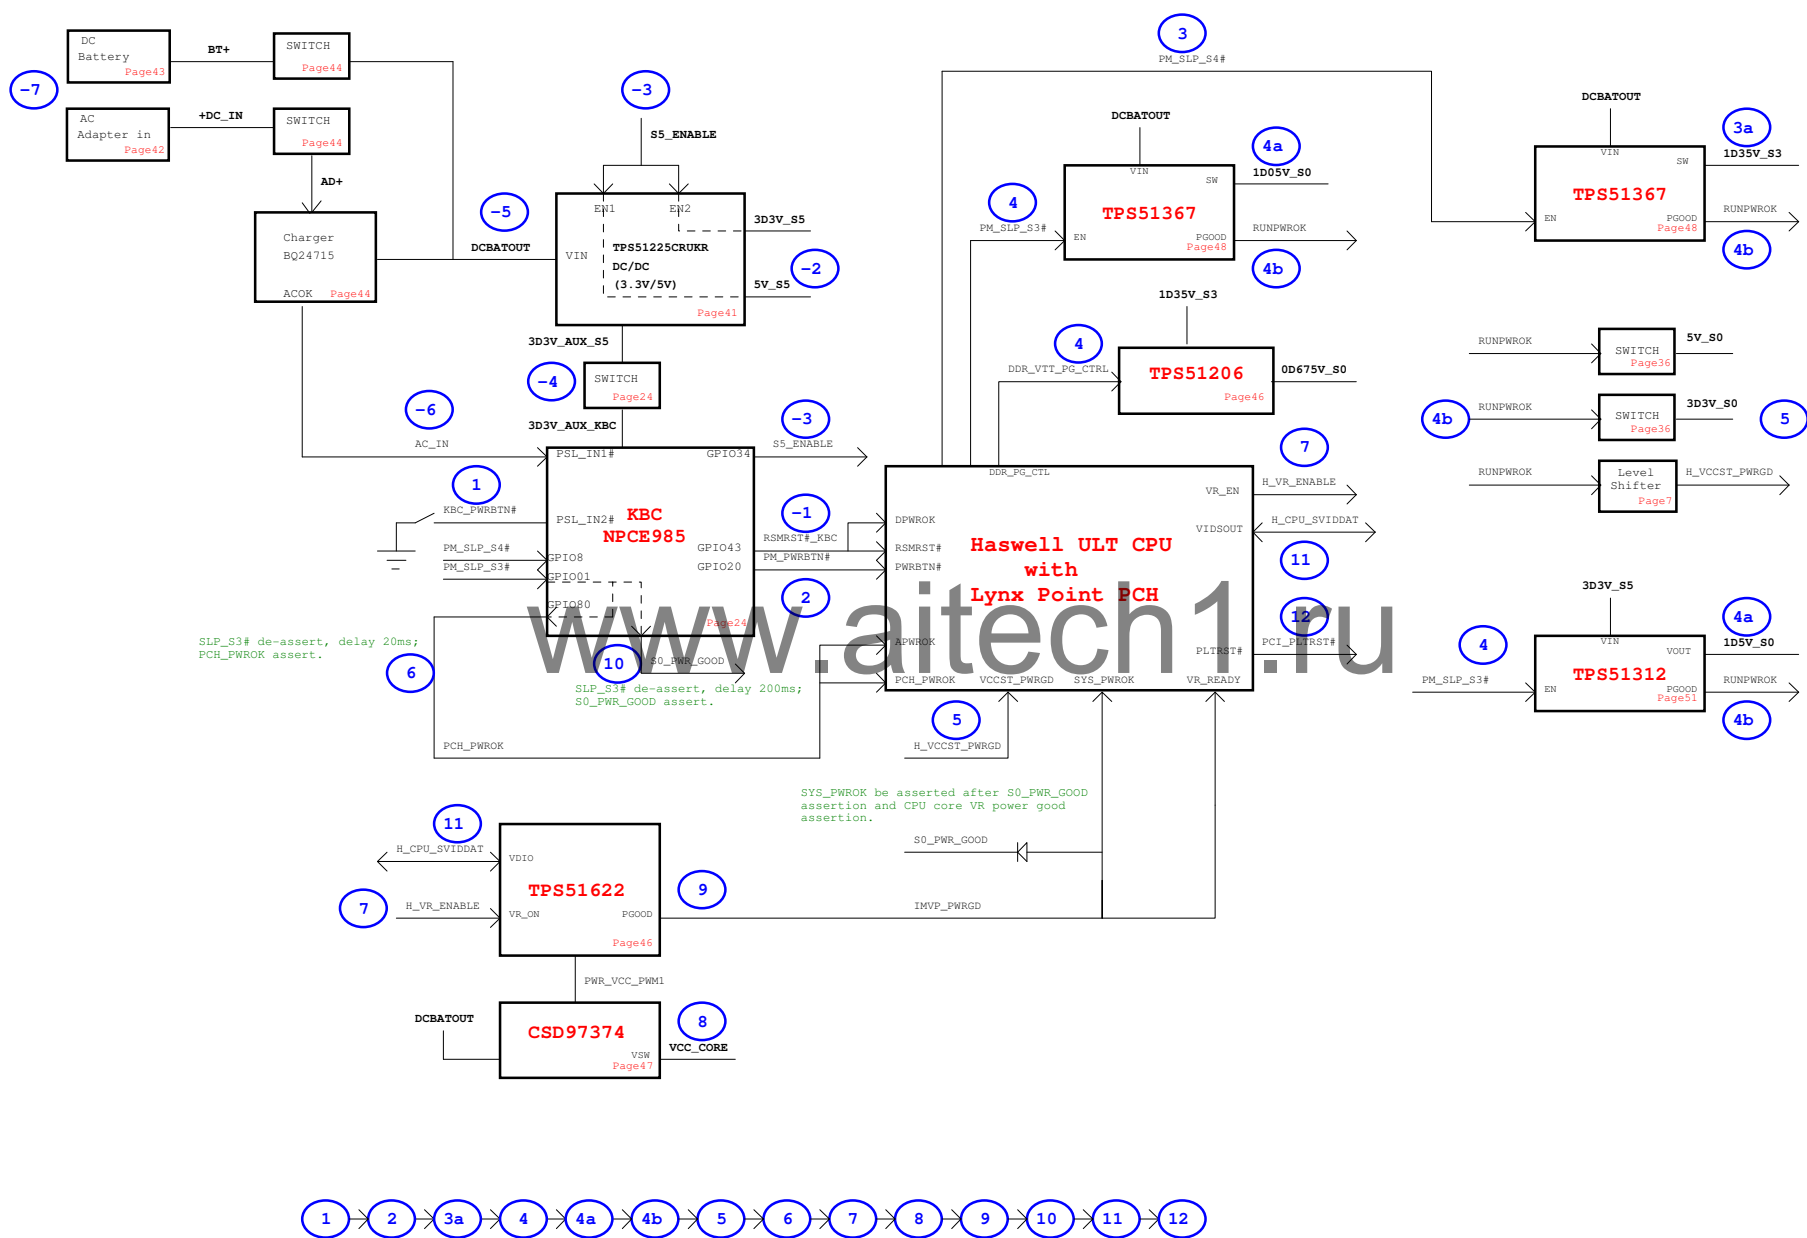 3
PM_SLP_S4#
DC
Battery
Page43
BT+
SWITCH
Page44
-7
AC
Adapter in
Page42
+DC_IN
SWITCH
Page44
AD+
-3
S5_ENABLE
-5
DCBATOUT
Charger
BQ24715
ACOK
Page44
EN1
EN2
VIN
TPS51225CRUKR
DC/DC
(3.3V/5V)
Page41
3D3V_S5
-2
5V_S5
3D3V_AUX_S5
-4
SWITCH
Page24
3D3V_AUX_KBC
-6
AC_IN
DCBATOUT
4a
1D05V_S0
VIN
SW
TPS51367
4
PM_SLP_S3#
EN
PGOOD
Page48
RUNPWROK
4b
DCBATOUT
3a
1D35V_S3
VIN
SW
TPS51367
EN
PGOOD
Page48
RUNPWROK
4b
1D35V_S3
4
DDR_VTT_PG_CTRL
TPS51206
Page46
0D675V_S0
RUNPWROK
SWITCH
Page36
5V_S0
4b
RUNPWROK
SWITCH
Page36
3D3V_S0
5
RUNPWROK
Level
Shifter
Page7
H_VCCST_PWRGD
-3
S5_ENABLE
PSL_IN1#
GPIO34
1
KBC_PWRBTN#
PSL_IN2#
KBC
NPCE985
PM_SLP_S4#
GPIO8
PM_SLP_S3#
GPIO01
GPIO80
GPIO43
GPIO20
Page24
-1
RSMRST#_KBC
PM_PWRBTN#
2
DDR_PG_CTL
DPWROK
RSMRST#
PWRBTN#
Haswell ULT CPU
with
Lynx Point PCH
APWROK
PCH_PWROK
VCCST_PWRGD
SYS_PWROK
VR_READY
VR_EN
VIDSOUT
PLTRST#
7
H_VR_ENABLE
H_CPU_SVIDDAT
11
12
PCI_PLTRST#
www.aitech1.ru
SLP_S3# de-assert, delay 20ms;
PCH_PWROK assert.
6
10
S0_PWR_GOOD
SLP_S3# de-assert, delay 200ms;
S0_PWR_GOOD assert.
PCH_PWROK
5
H_VCCST_PWRGD
3D3V_S5
4a
1D5V_S0
VIN
VOUT
4
PM_SLP_S3#
TPS51312
EN
PGOOD
Page51
RUNPWROK
4b
SYS_PWROK be asserted after S0_PWR_GOOD
assertion and CPU core VR power good
assertion.
S0_PWR_GOOD
11
H_CPU_SVIDDAT
VDIO
TPS51622
7
H_VR_ENABLE
VR_ON
PGOOD
Page46
9
IMVP_PWRGD
PWR_VCC_PWM1
DCBATOUT
CSD97374
VSW
Page47
8
VCC_CORE
1
2
3a
4
4a
4b
5
6
7
8
9
10
11
12